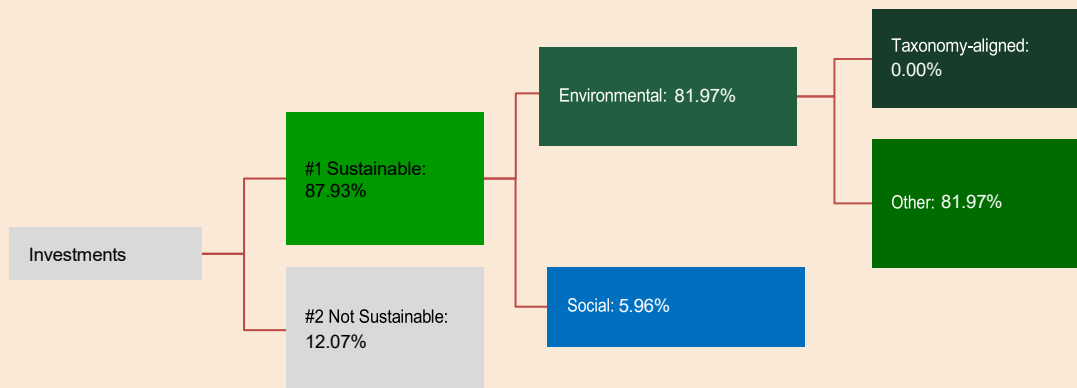 Investments
#1 Sustainable:
87.93%
#2 Not Sustainable:
12.07%
Environmental: 81.97%
Social: 5.96%
Taxonomy-aligned:
0.00%
Other: 81.97%